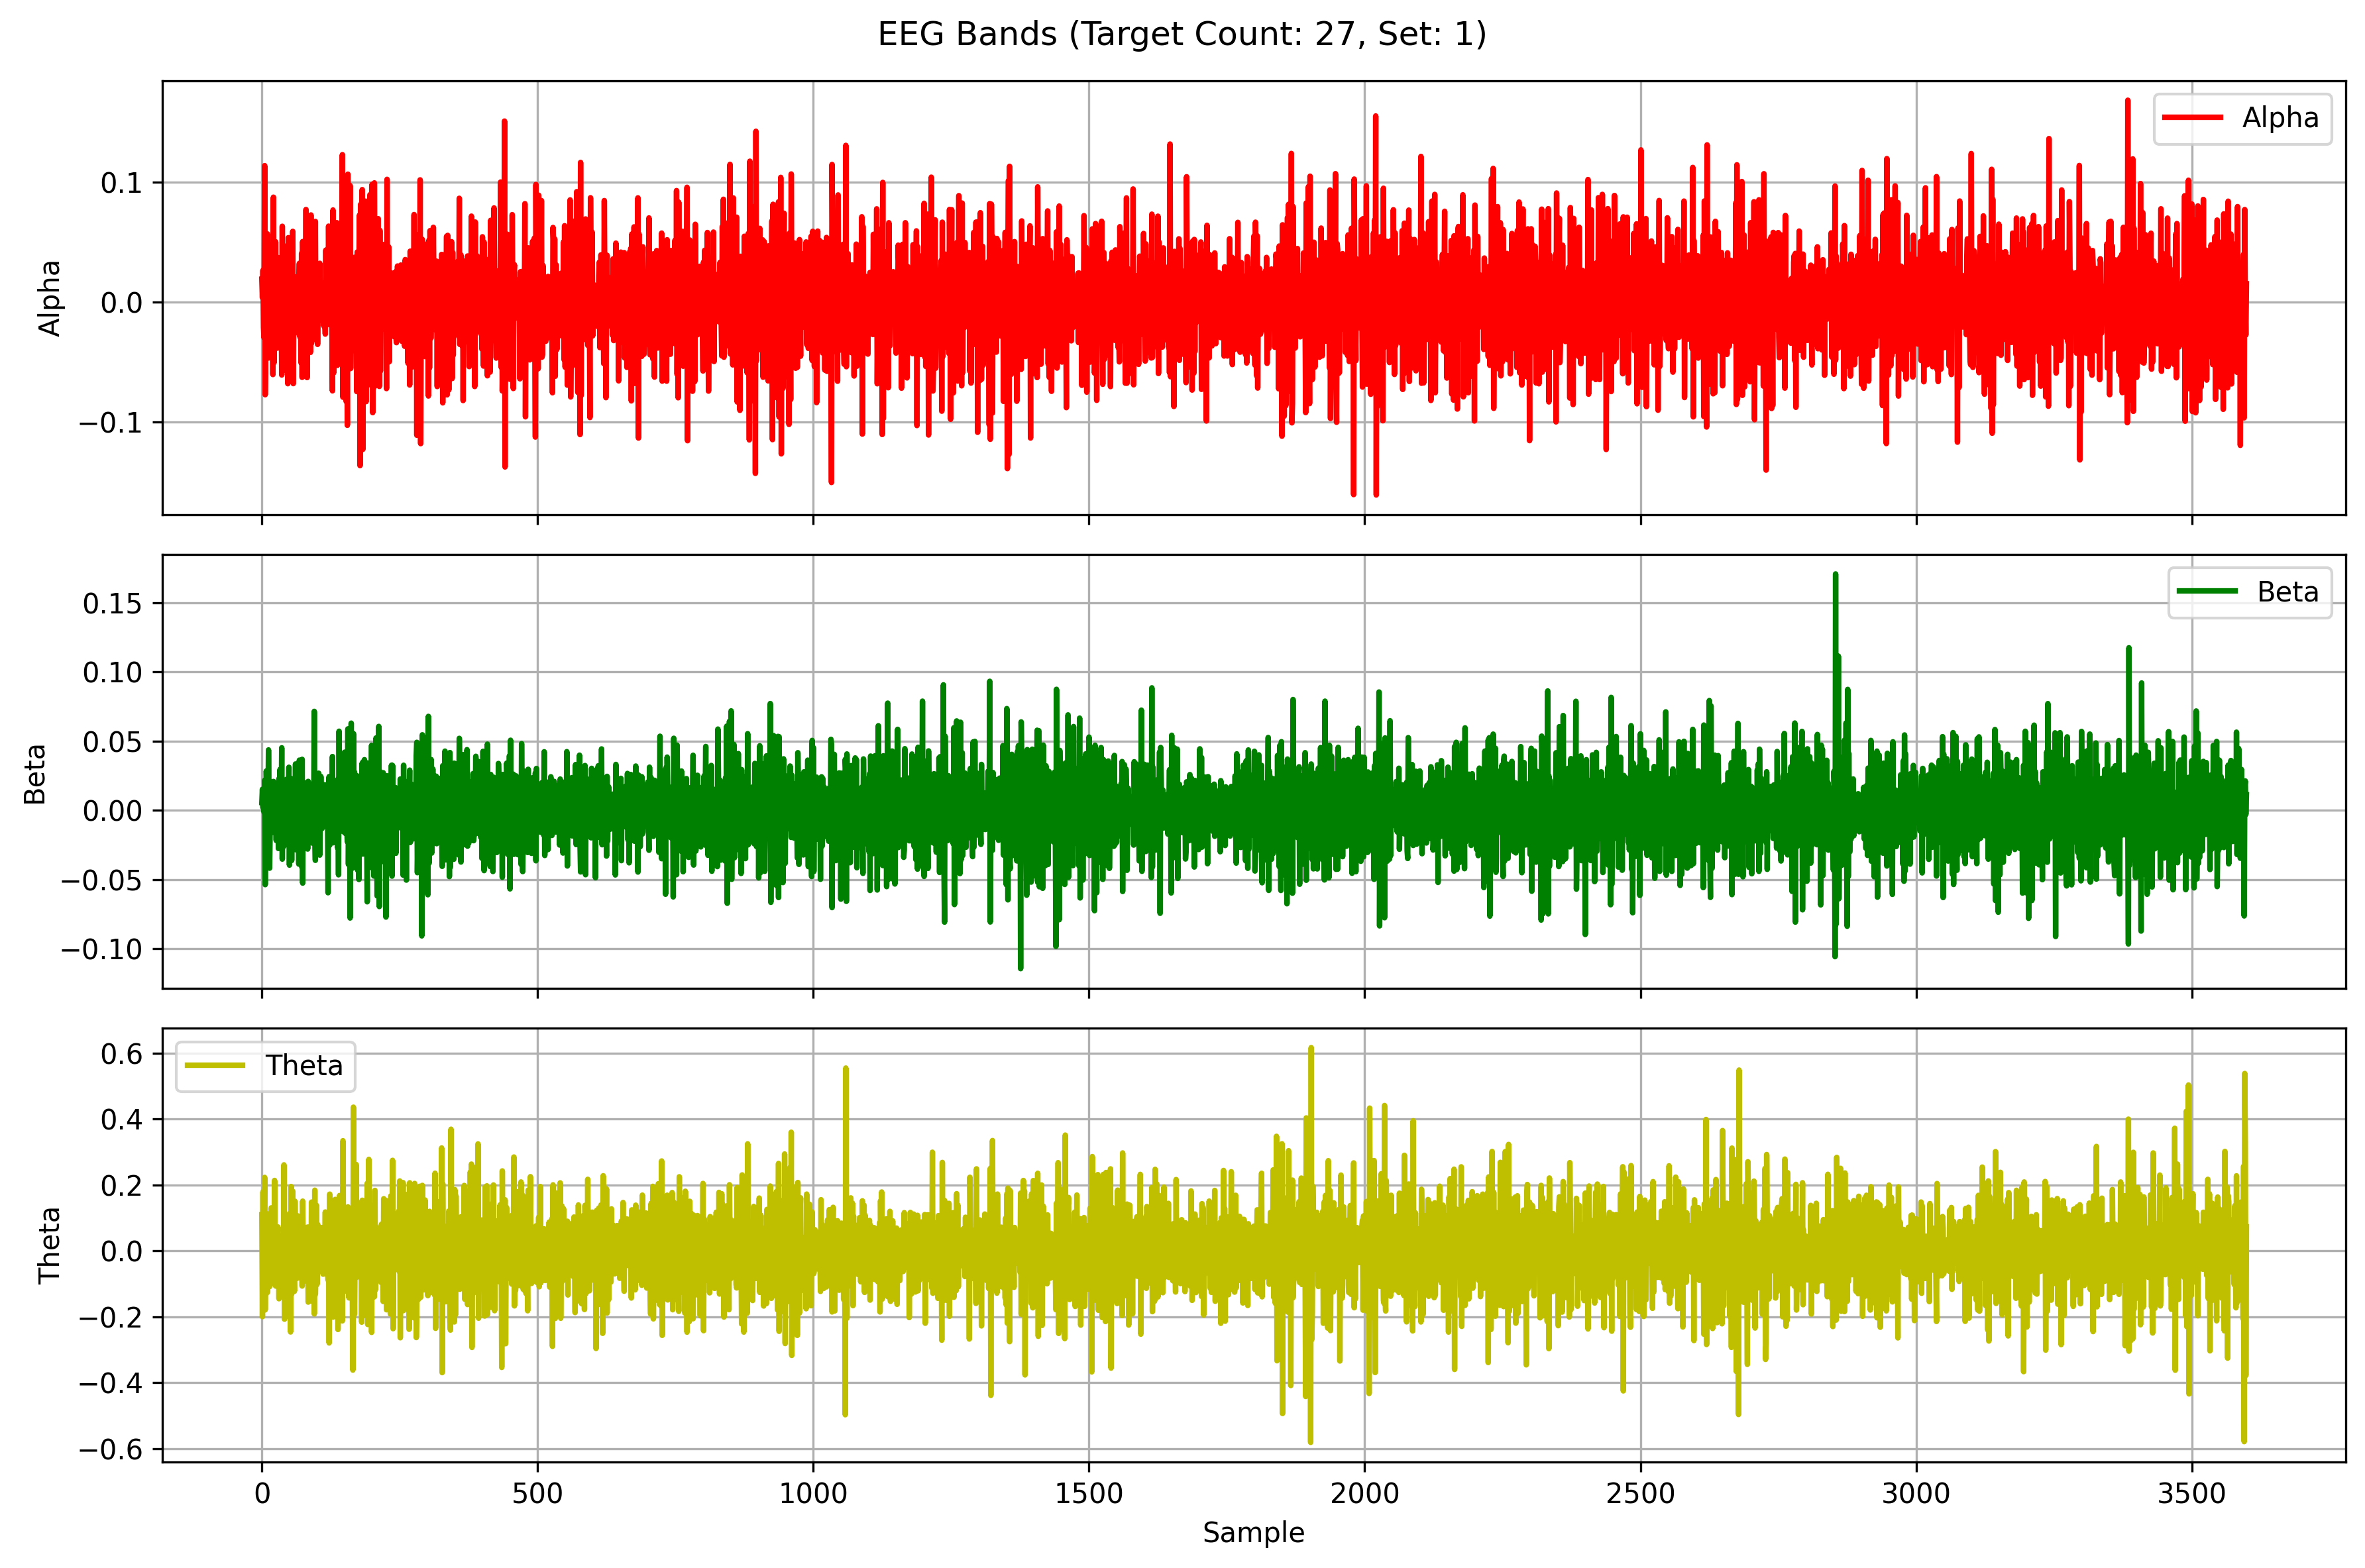 EEG Bands (Target Count: 27, Set: 1)
Alpha
0.1
0.0
−0.1
Alpha
Beta
0.15
0.10
0.05
0.00
−0.05
−0.10
Beta
Theta
0.6
0.4
0.2
0.0
−0.2
−0.4
−0.6
Theta
0 500 1000 1500 2000 2500 3000 3500
Sample